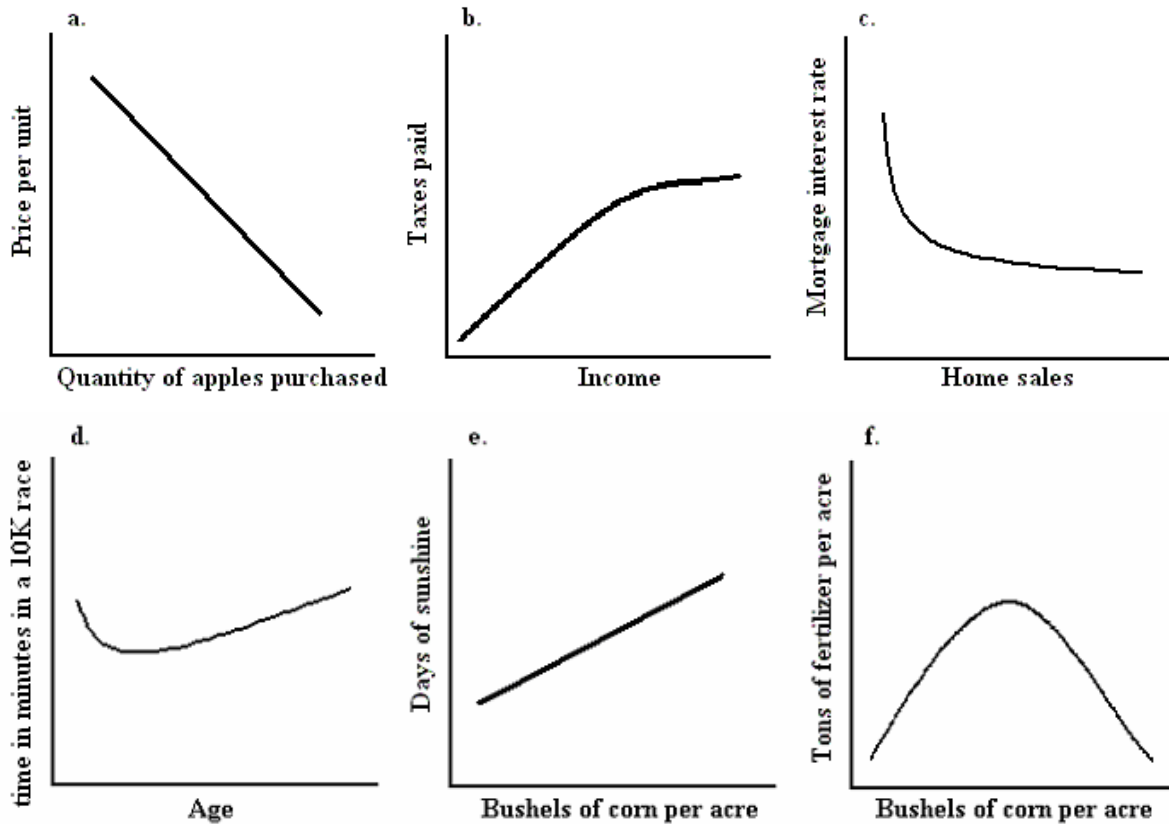 a.
b.
c.
Price per unit
Quantity of apples purchased
Taxes paid
Income
Mortgage interest rate
Home sales
d.
e.
f.
time in minutes in a 10K race
Age
Days of sunshine
Bushels of corn per acre
Tons of fertilizer per acre
Bushels of corn per acre